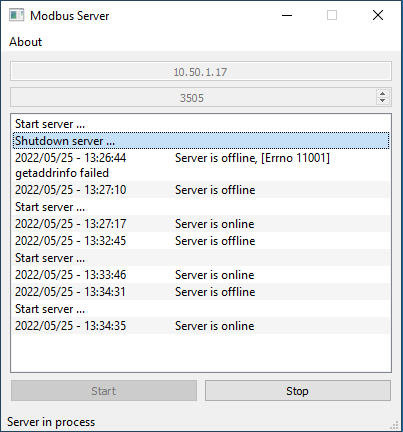 Modbus Server
About
10.50.1.17
3505
Start server ...
Shutdown server ...
2022/05/25 - 13:26:44 Server is offline, [Errno 11001]
getaddrinfo failed
2022/05/25 - 13:27:10 Server is offline
Start server ...
2022/05/25 - 13:27:17 Server is online
2022/05/25 - 13:32:45 Server is offline
Start server ...
2022/05/25 - 13:33:46 Server is online
2022/05/25 - 13:34:31 Server is offline
Start server ...
2022/05/25 - 13:34:35 Server is online
Start Stop
Server in process